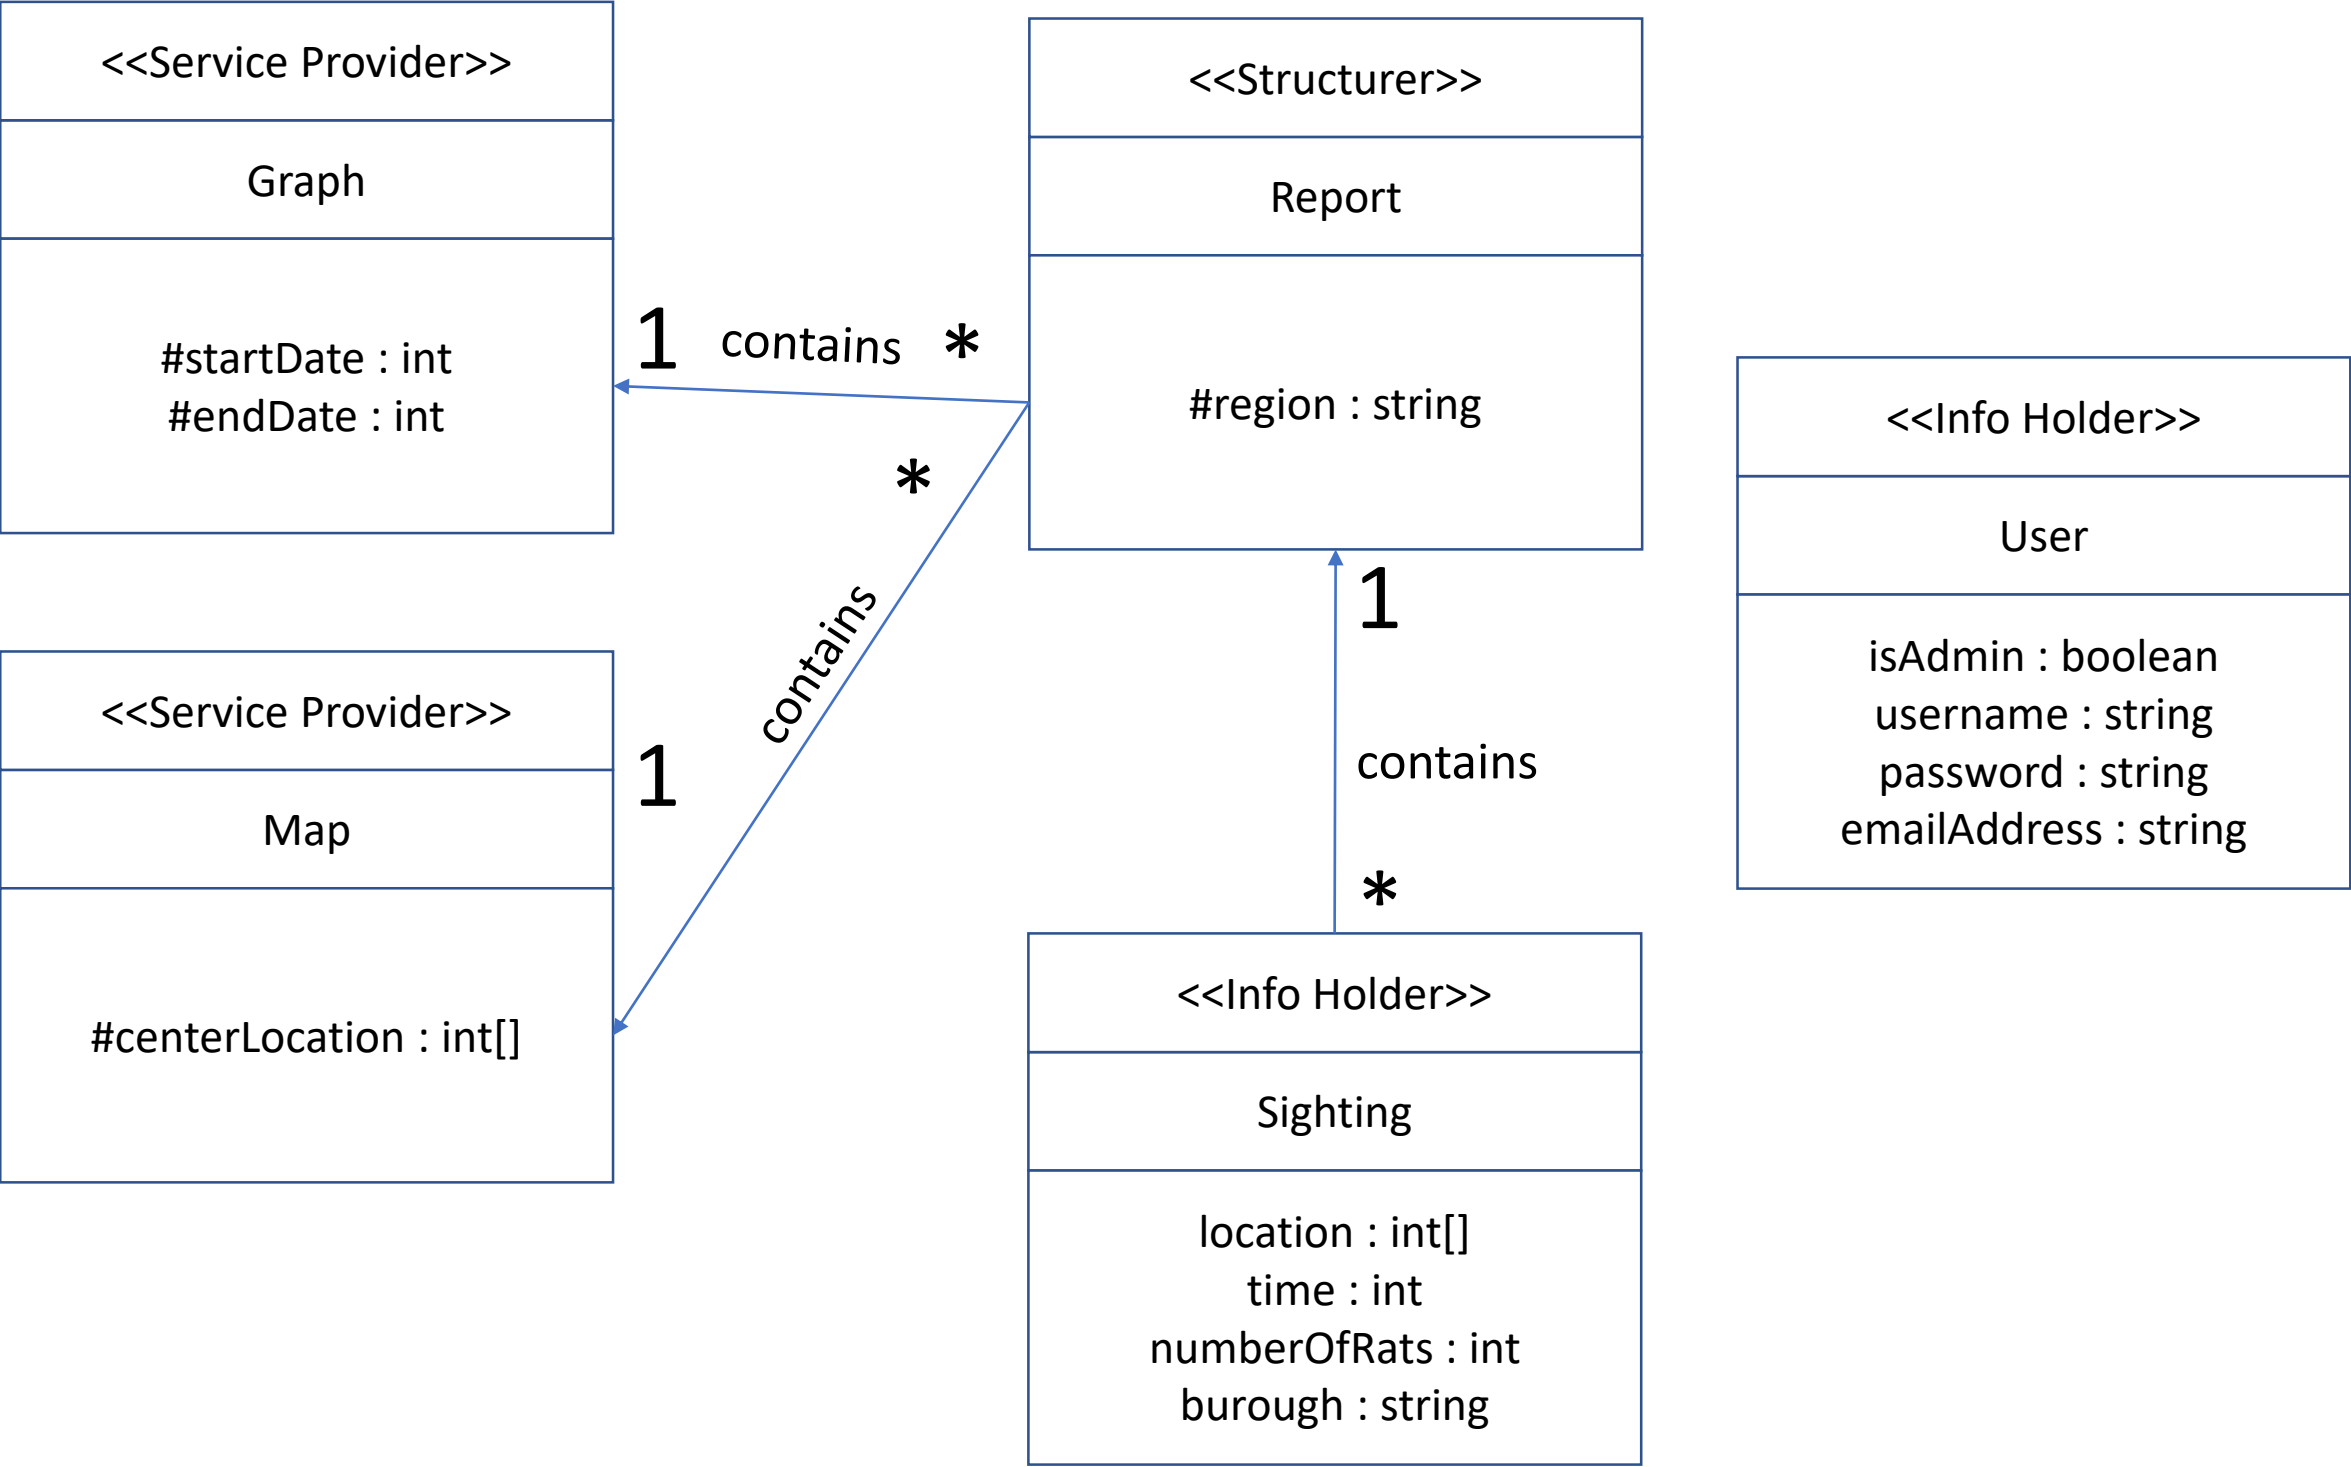 <<Service Provider>>
Graph
#startDate : int
#endDate : int
1 contains *
<<Structurer>>
Report
#region : string
*
contains
1
<<Service Provider>>
Map
#centerLocation : int[]
1
contains
*
<<Info Holder>>
Sighting
location : int[]
time : int
numberOfRats : int
burough : string
<<Info Holder>>
User
isAdmin : boolean
username : string
password : string
emailAddress : string